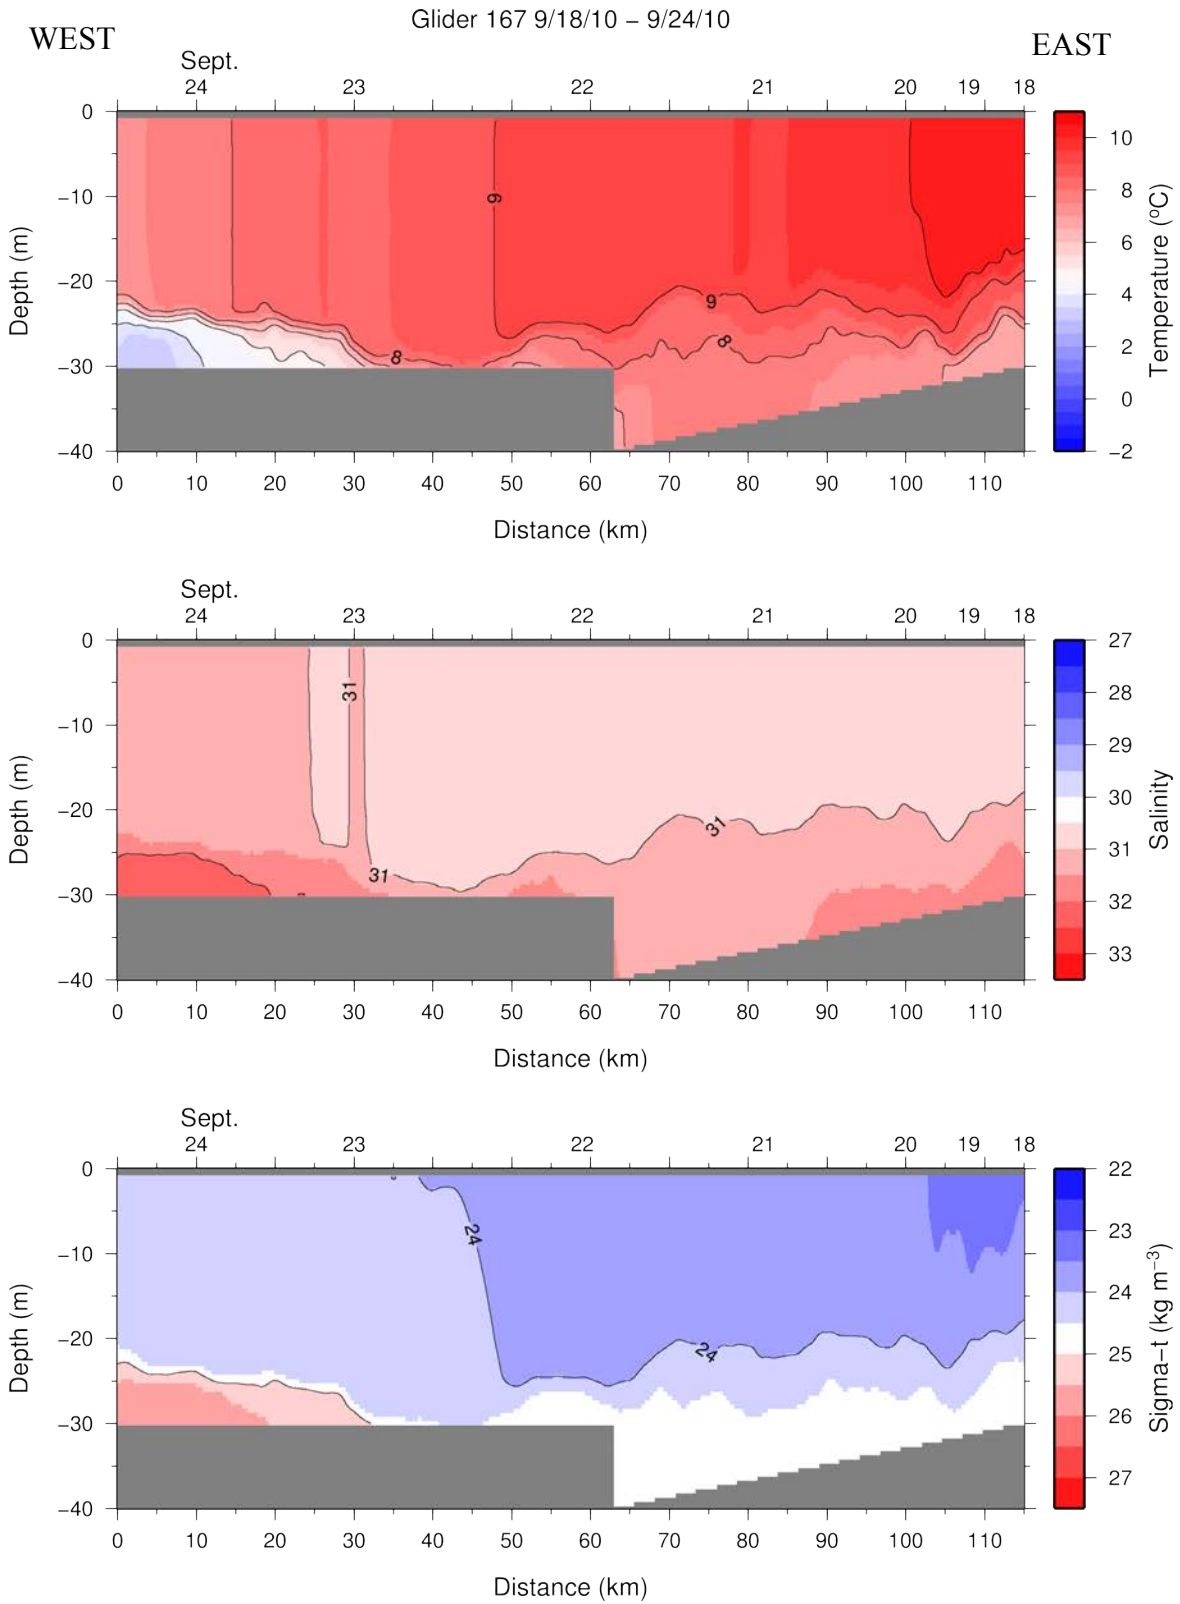 Glider 167 9/18/10 – 9/24/10
WEST
EAST
Sept.
24 23 22 21 20 19 18
0
−10
−20
−30
−40
Depth (m)
9
9
8
8
0 10 20 30 40 50 60 70 80 90 100 110
Distance (km)
10
8
6
4
2
0
−2
Temperature (°C)
Sept.
24 23 22 21 20 19 18
0
−10
−20
−30
−40
Depth (m)
31
31
31
0 10 20 30 40 50 60 70 80 90 100 110
Distance (km)
27
28
29
30
31
32
33
Salinity
Sept.
24 23 22 21 20 19 18
0
−10
−20
−30
−40
Depth (m)
24
24
0 10 20 30 40 50 60 70 80 90 100 110
Distance (km)
22
23
24
25
26
27
Sigma−t (kg m⁻³)